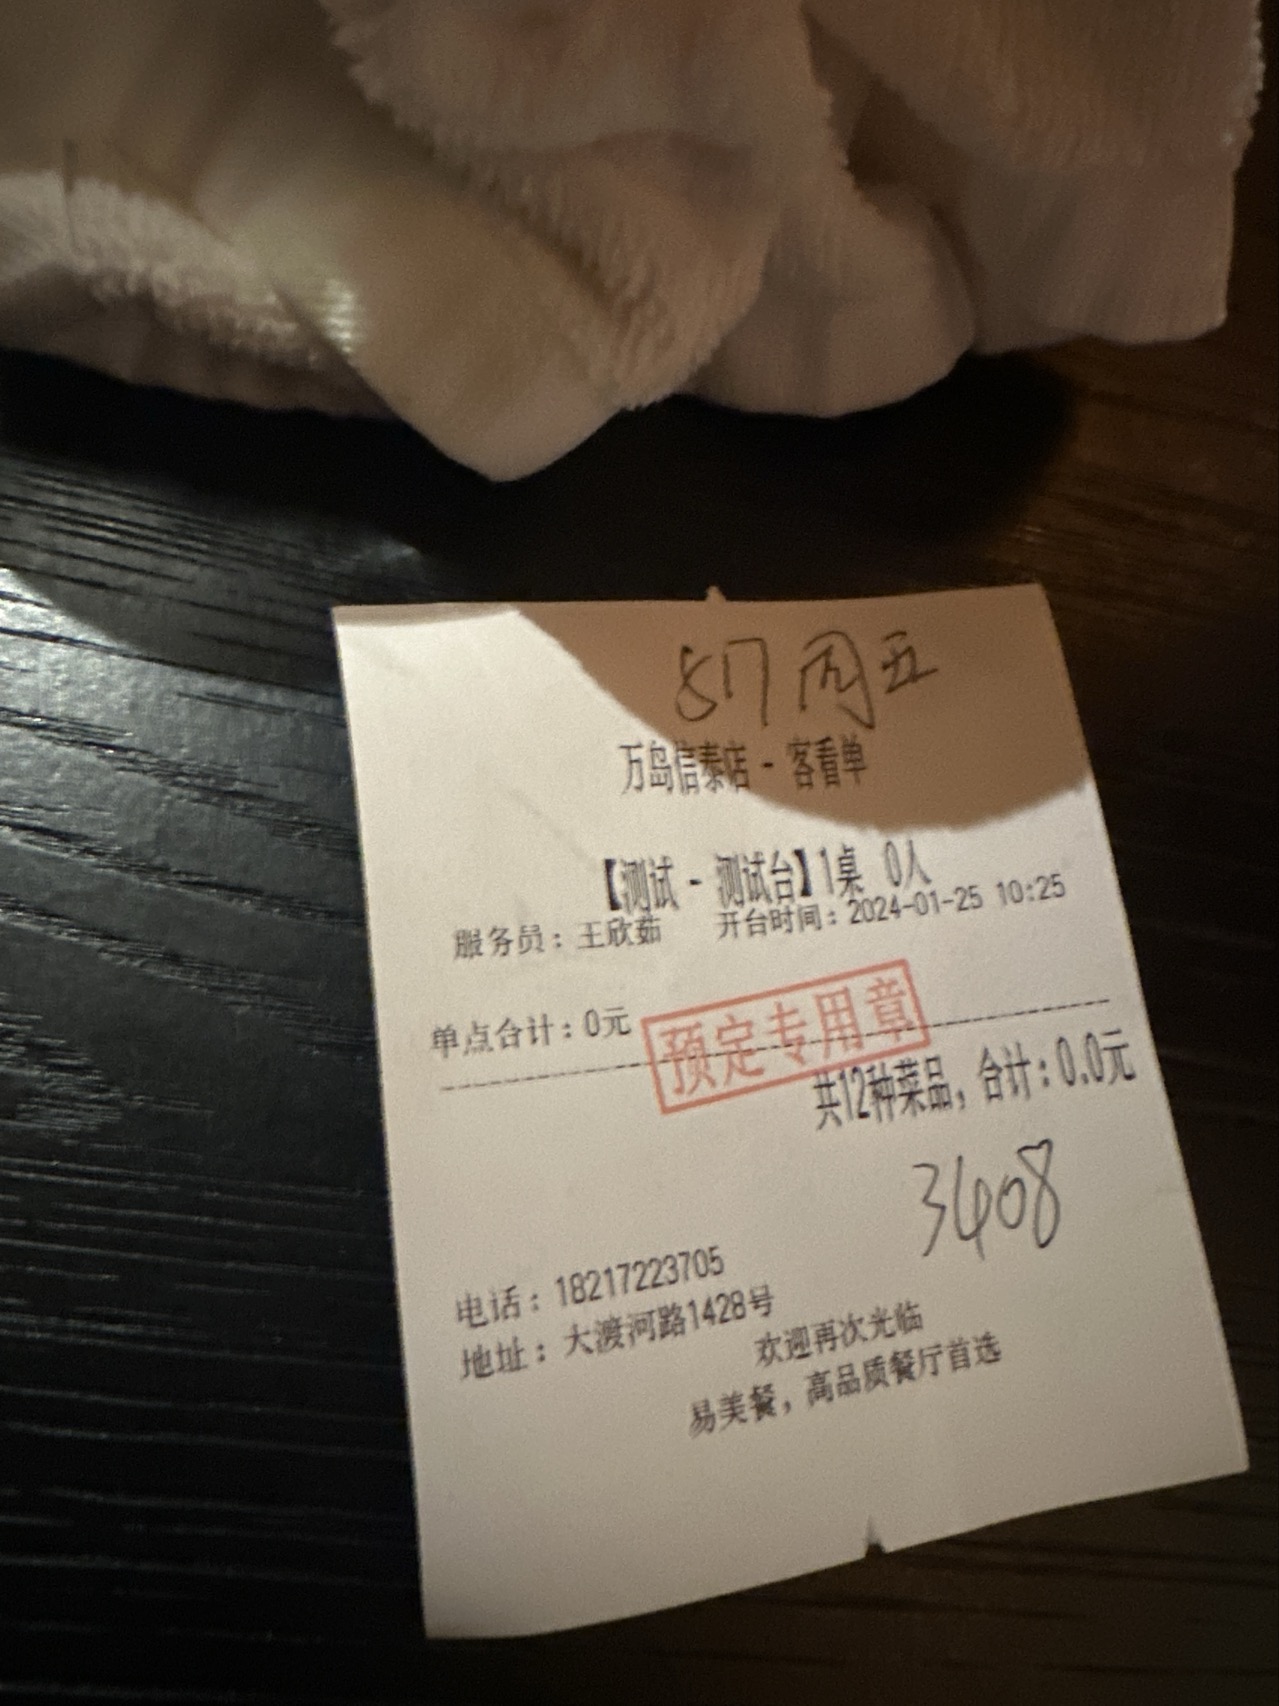 周五
万岛信泰店 - 客看单
【测试 - 测试台】1桌 0人
服务员：王欣茹 开台时间：2024-01-25 10:25
单点合计：0元
预定专用章
共12种菜品，合计：0.0元
3408
电话：18217223705
地址：大渡河路1428号
欢迎再次光临
易美餐，高品质餐厅首选